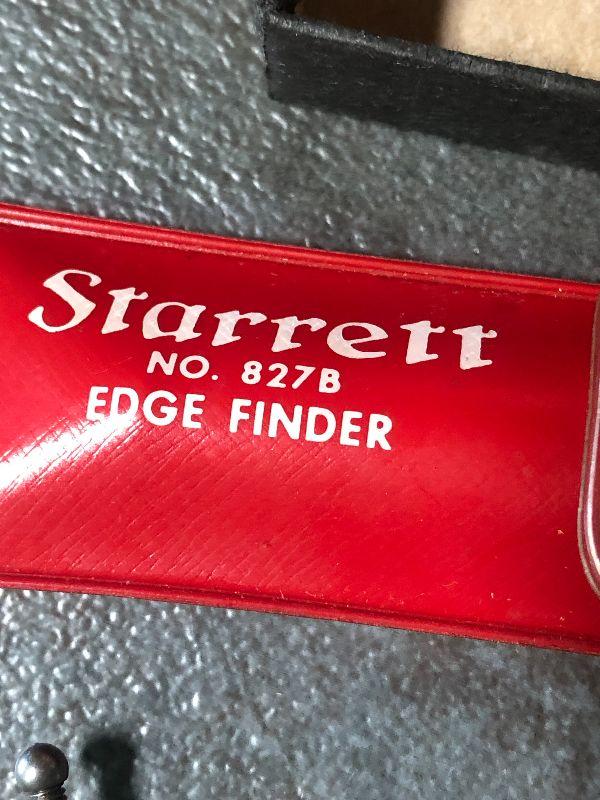 Starrett
NO. 827B
EDGE FINDER